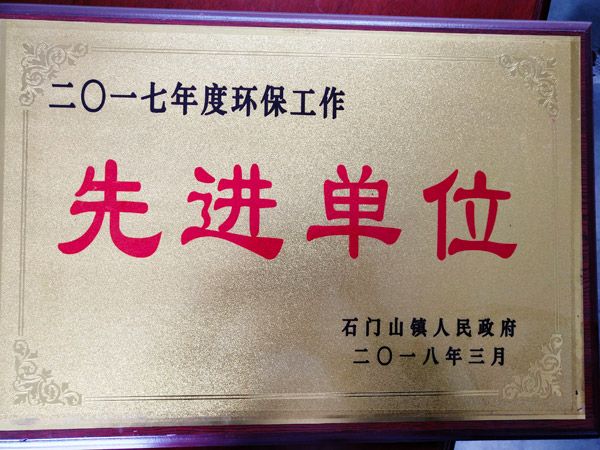 二〇一七年度环保工作
先进单位
石门山镇人民政府
二〇一八年三月